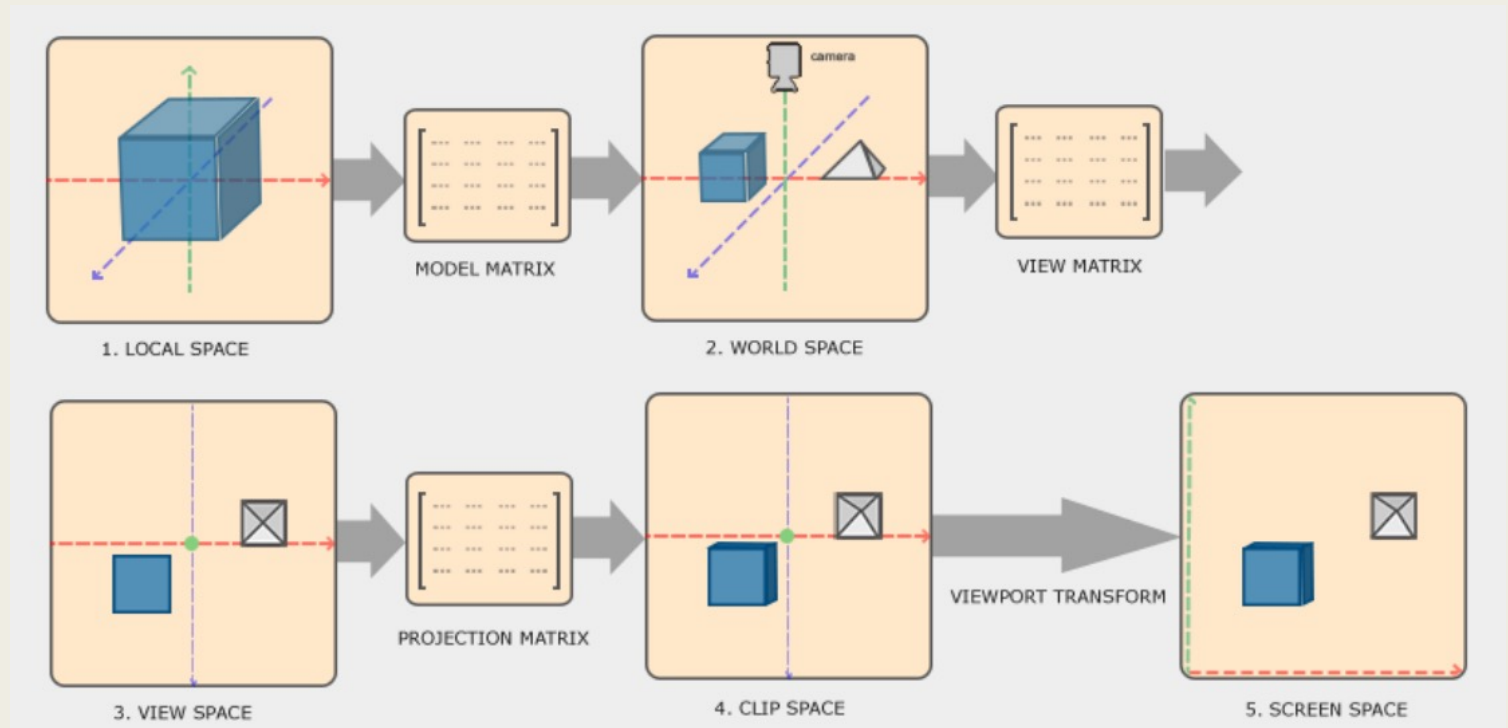 camera
MODEL MATRIX
VIEW MATRIX
1. LOCAL SPACE
2. WORLD SPACE
PROJECTION MATRIX
VIEWPORT TRANSFORM
3. VIEW SPACE
4. CLIP SPACE
5. SCREEN SPACE